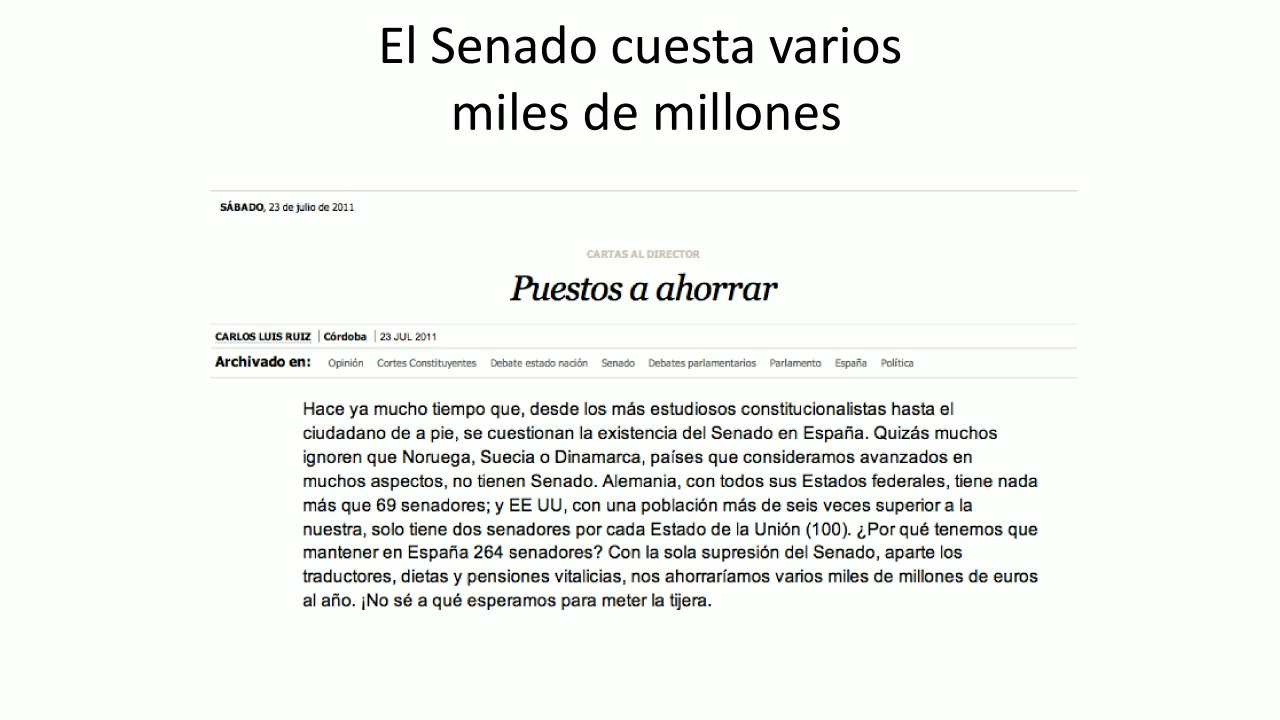 El Senado cuesta varios
miles de millones
SÁBADO, 23 de julio de 2011
CARTAS AL DIRECTOR
Puestos a ahorrar
CARLOS LUIS RUIZ | Córdoba | 23 JUL 2011
Archivado en: Opinión Cortes Constituyentes Debate estado nación Senado Debates parlamentarios Parlamento España Política
Hace ya mucho tiempo que, desde los más estudiosos constitucionalistas hasta el
ciudadano de a pie, se cuestionan la existencia del Senado en España. Quizás muchos
ignoren que Noruega, Suecia o Dinamarca, países que consideramos avanzados en
muchos aspectos, no tienen Senado. Alemania, con todos sus Estados federales, tiene nada
más que 69 senadores; y EE UU, con una población más de seis veces superior a la
nuestra, solo tiene dos senadores por cada Estado de la Unión (100). ¿Por qué tenemos que
mantener en España 264 senadores? Con la sola supresión del Senado, aparte los
traductores, dietas y pensiones vitalicias, nos ahorraríamos varios miles de millones de euros
al año. ¡No sé a qué esperamos para meter la tijera.